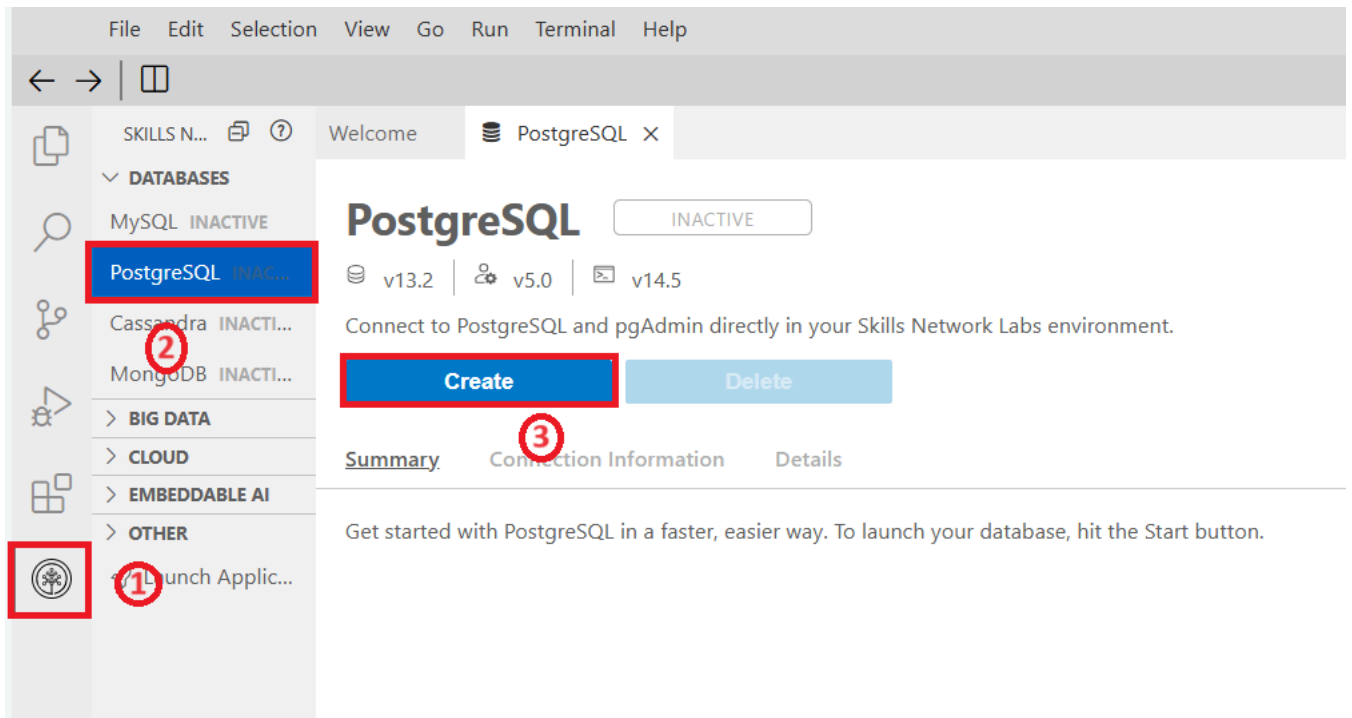 File Edit Selection View Go Run Terminal Help
SKILLS N...
Welcome
PostgreSQL
DATABASES
MySQL INACTIVE
PostgreSQL INAC...
Cassandra INACTI...
2
MongoDB INACTI...
BIG DATA
CLOUD
EMBEDDABLE AI
OTHER
Launch Applic...
1
PostgreSQL
INACTIVE
v13.2 v5.0 v14.5
Connect to PostgreSQL and pgAdmin directly in your Skills Network Labs environment.
Create Delete
3
Summary Connection Information Details
Get started with PostgreSQL in a faster, easier way. To launch your database, hit the Start button.